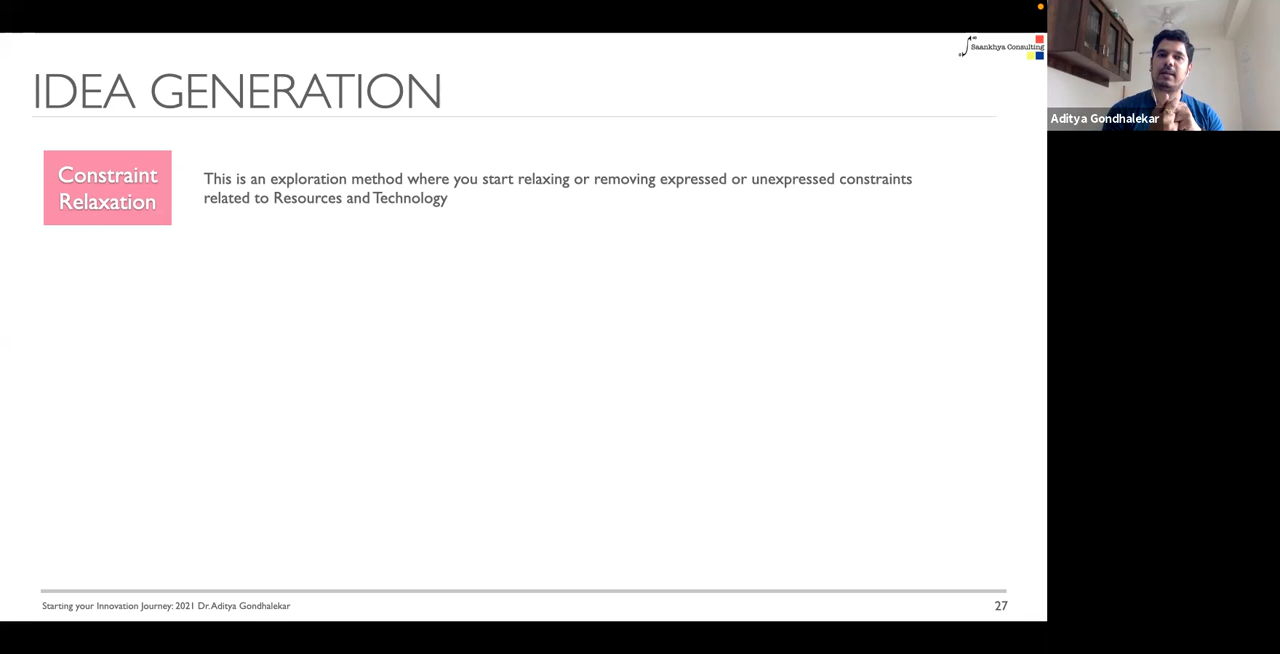 Saankhya Consulting
IDEA GENERATION
Aditya Gondhalekar
Constraint
Relaxation
This is an exploration method where you start relaxing or removing expressed or unexpressed constraints
related to Resources and Technology
Starting your Innovation Journey: 2021 Dr. Aditya Gondhalekar
27